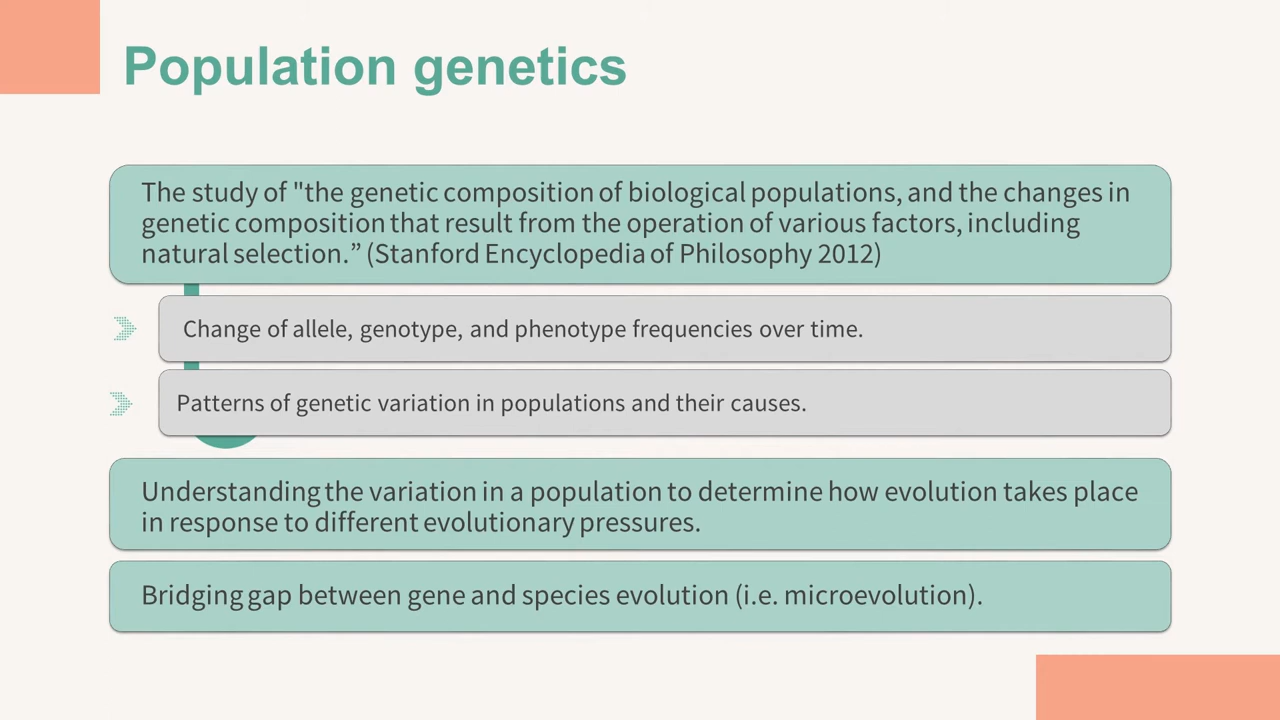 Population genetics
The study of "the genetic composition of biological populations, and the changes in
genetic composition that result from the operation of various factors, including
natural selection.” (Stanford Encyclopedia of Philosophy 2012)
Change of allele, genotype, and phenotype frequencies over time.
Patterns of genetic variation in populations and their causes.
Understanding the variation in a population to determine how evolution takes place
in response to different evolutionary pressures.
Bridging gap between gene and species evolution (i.e. microevolution).